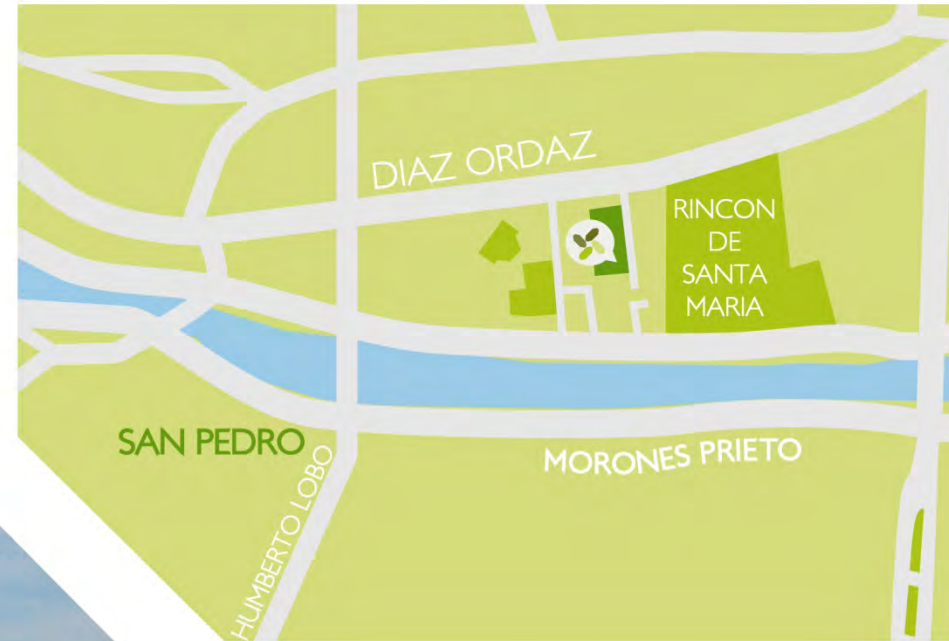 DIAZ ORDAZ
RINCON
DE
SANTA
MARIA
SAN PEDRO
MORONES PRIETO
HUMBERTO LOBO